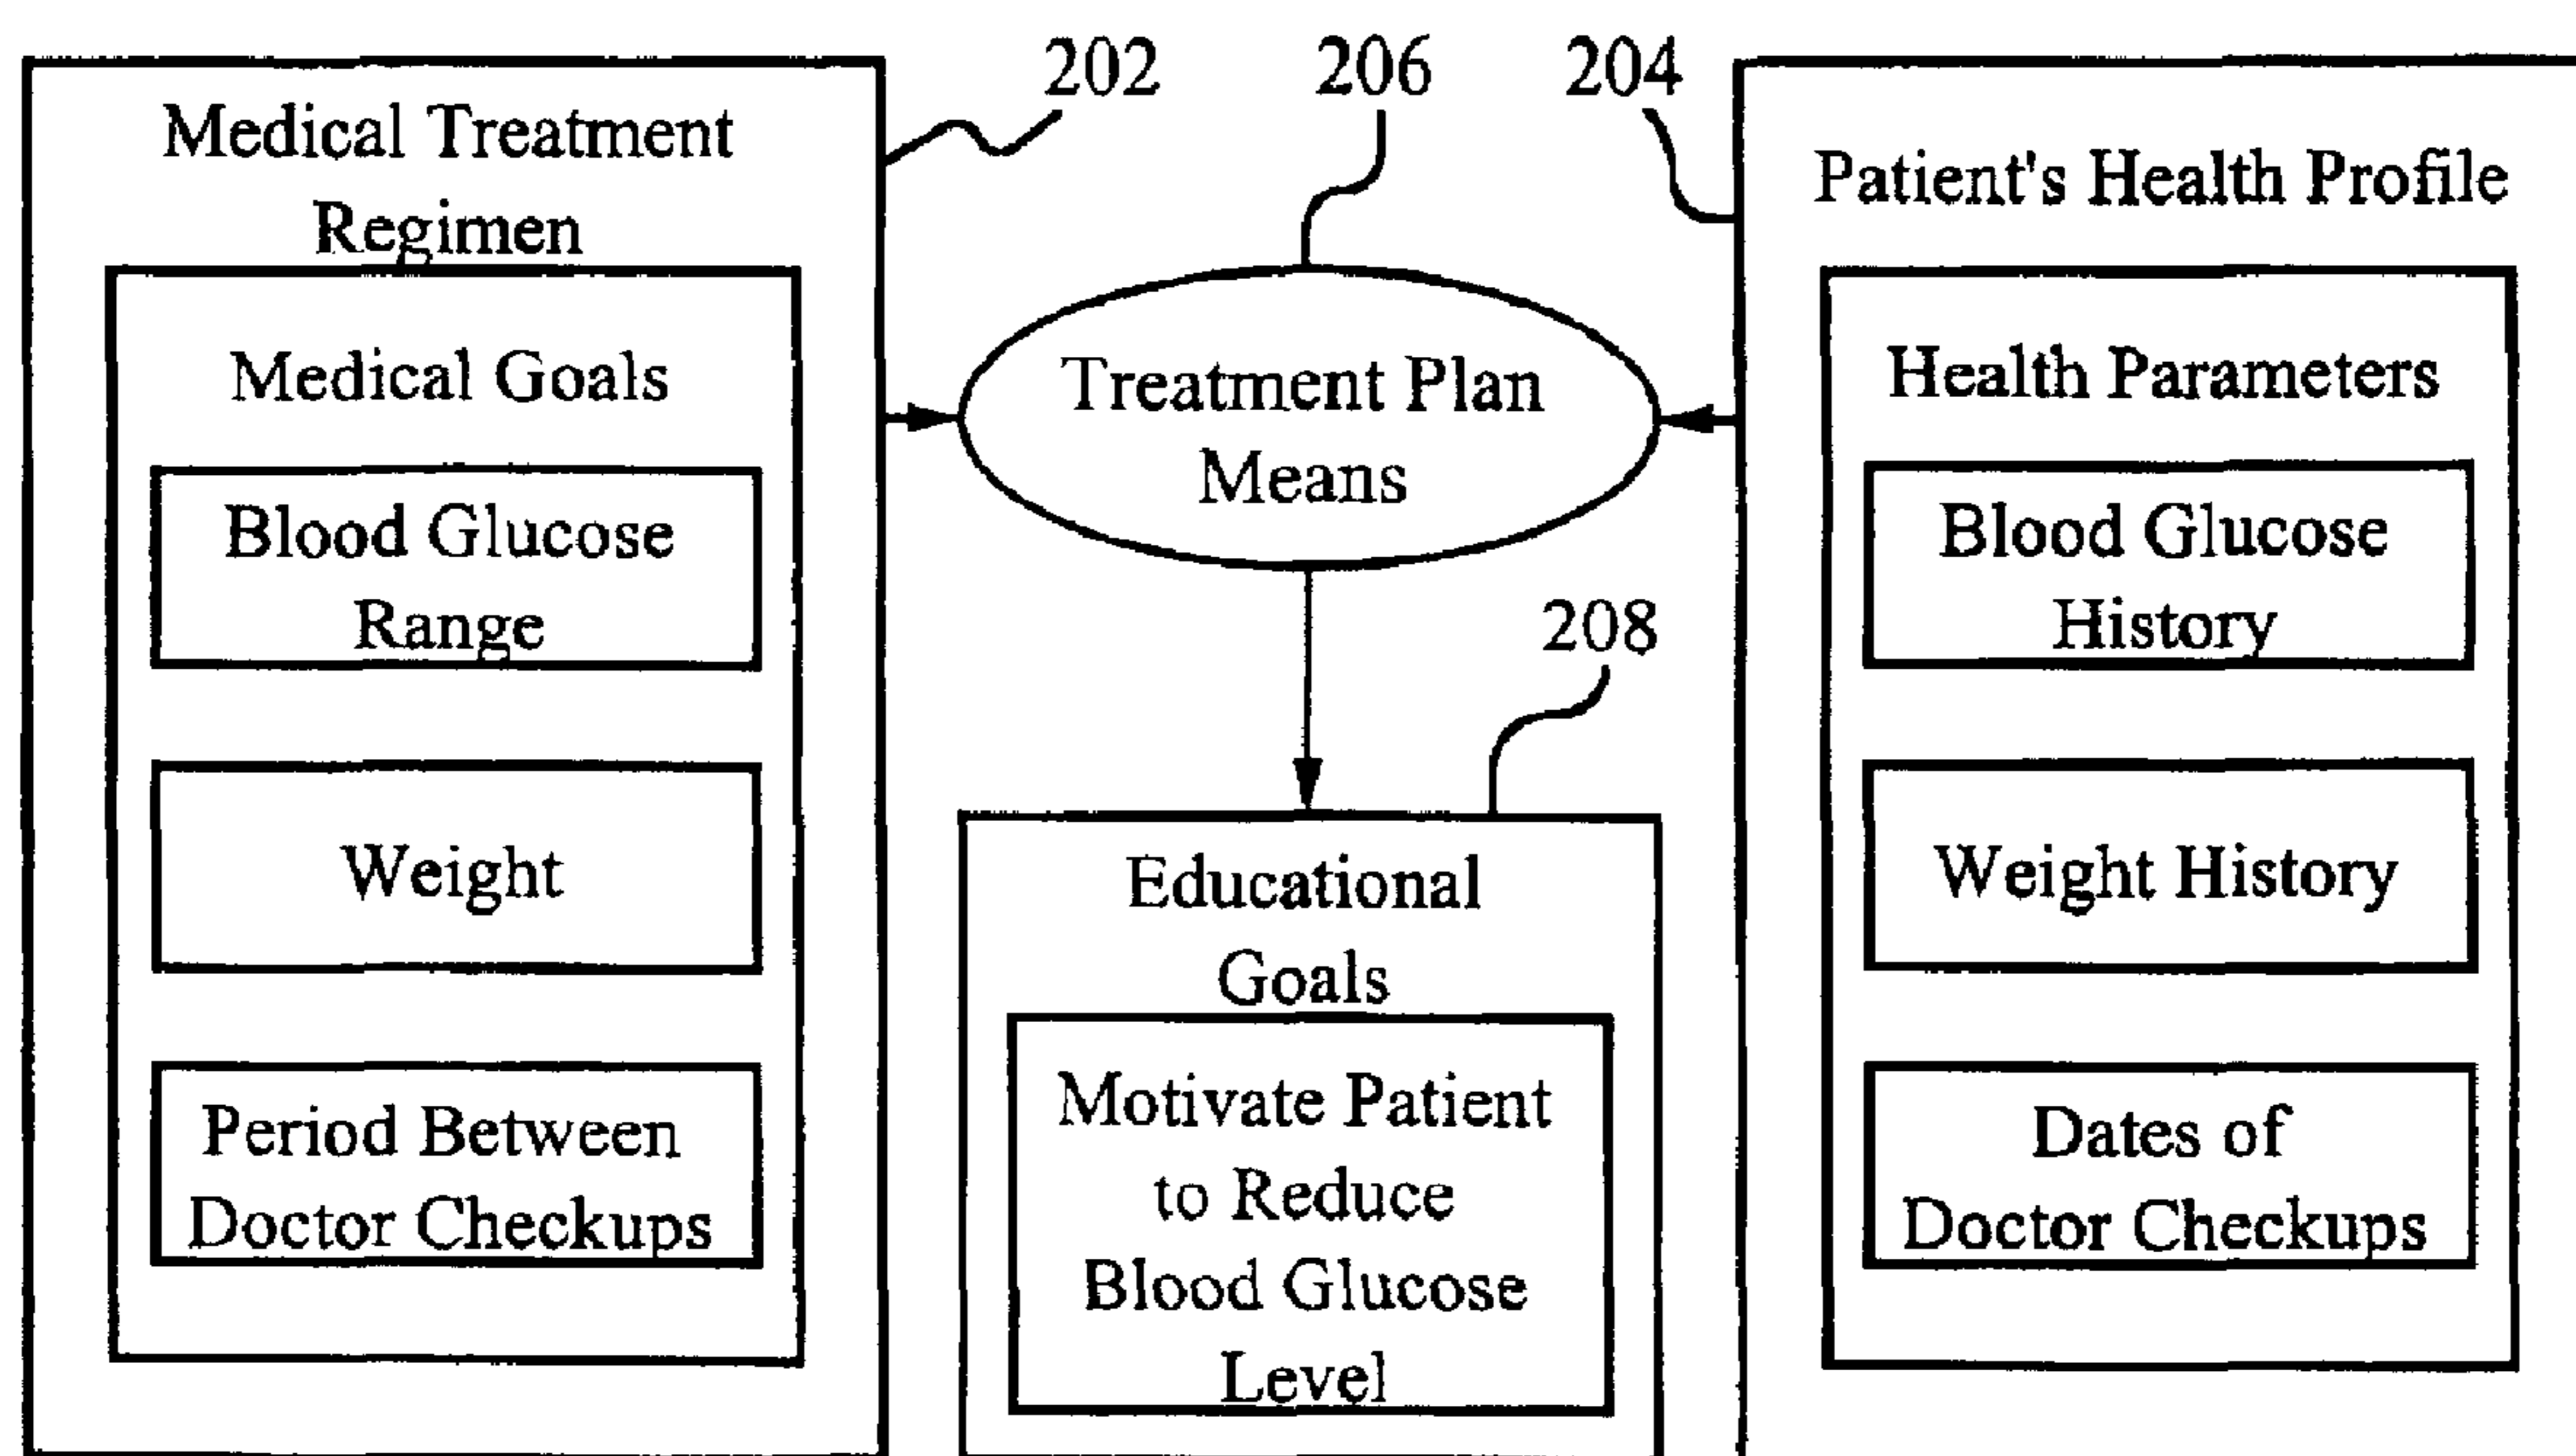 202
206
204
Medical Treatment
Regimen
Medical Goals
Blood Glucose
Range
Weight
Period Between
Doctor Checkups
Treatment Plan
Means
208
Educational
Goals
Motivate Patient
to Reduce
Blood Glucose
Level
Patient's Health Profile
Health Parameters
Blood Glucose
History
Weight History
Dates of
Doctor Checkups